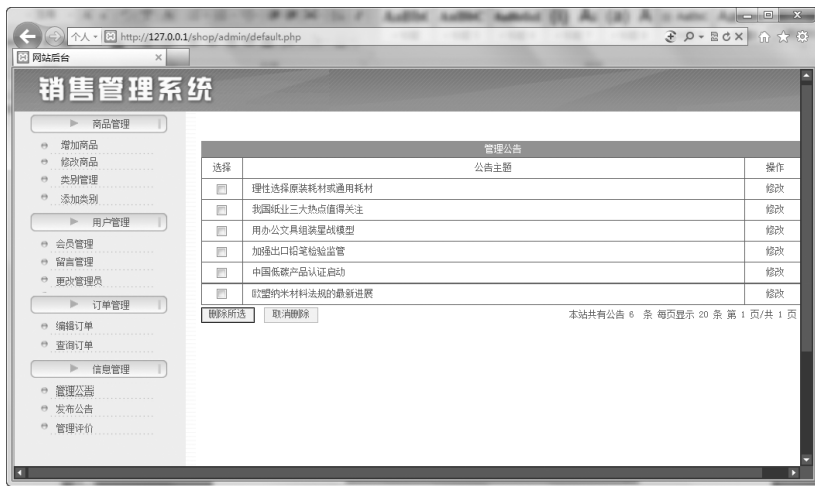 个人 http://127.0.0.1/shop/admin/default.php
网站后台
销售管理系统
商品管理
增加商品
修改商品
类别管理
添加类别
用户管理
会员管理
留言管理
更改管理员
订单管理
编辑订单
查询订单
信息管理
管理公告
发布公告
管理评价
管理公告
选择 公告主题 操作
理性选择原装耗材或通用耗材 修改
我国纸业三大热点值得关注 修改
用办公文具组装星战模型 修改
加强出口铅笔检验监管 修改
中国低碳产品认证启动 修改
欧盟纳米材料法规的最新进展 修改
删除所选 取消删除 本站共有公告 6 条 每页显示 20 条 第 1 页/共 1 页